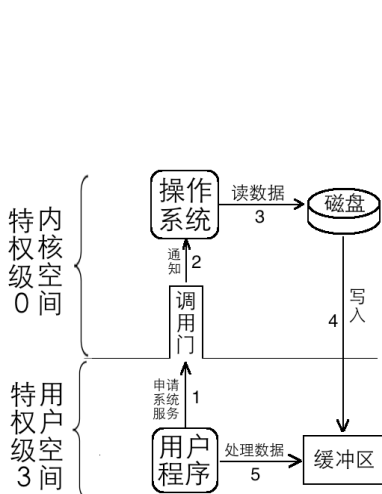 操作
系统
读数据
3
磁盘
特权级0
内核空间
通知
2
调用门
写入
4
申请
系统
服务
1
特权级3
用户空间
用户
程序
处理数据
5
缓冲区